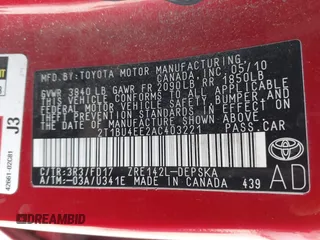 MFD.BY:TOYOTA MOTOR MANUFACTURING
CANADA, INC. 05/10
GVWR 3840 LB GAWR FR 2090LB RR 1850LB
THIS VEHICLE CONFORMS TO ALL APPLICABLE
FEDERAL MOTOR VEHICLE SAFETY, BUMPER, AND
THEFT PREVENTION STANDARDS IN EFFECT ON
THE DATE OF MANUFACTURE SHOWN ABOVE.
2T1BU4EE2AC403221 PASS.CAR
C/TR:3R3/FD17 ZRE142L-DEPSKA
A/TM:-03A/U341E MADE IN CANADA 439
AD
TOYOTA
J3
DREAMBID